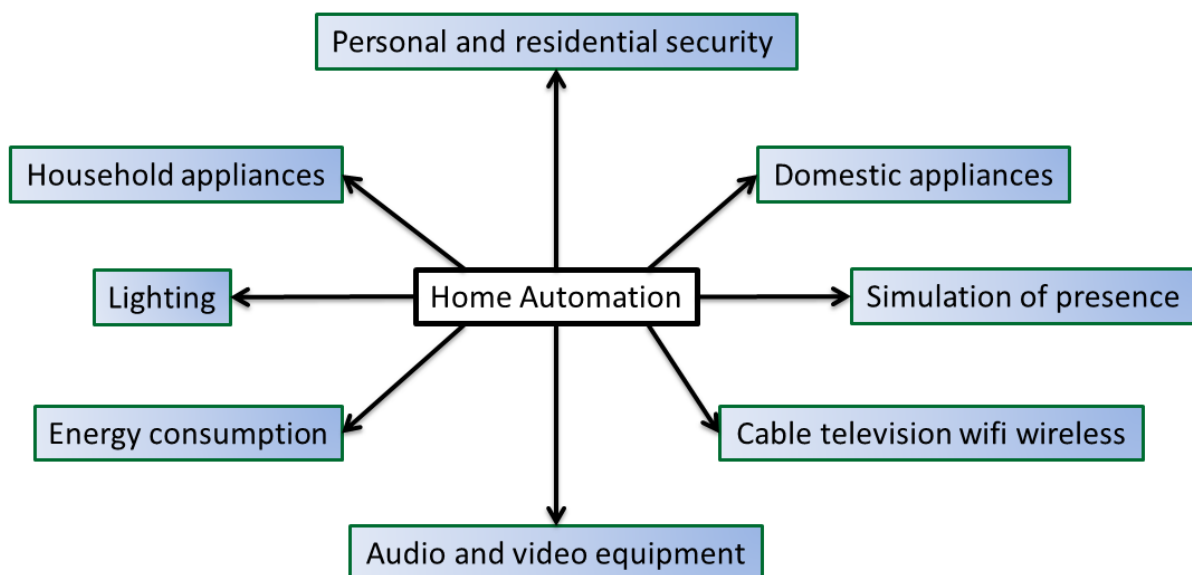 Personal and residential security
Household appliances
Domestic appliances
Lighting
Home Automation
Simulation of presence
Energy consumption
Cable television wifi wireless
Audio and video equipment